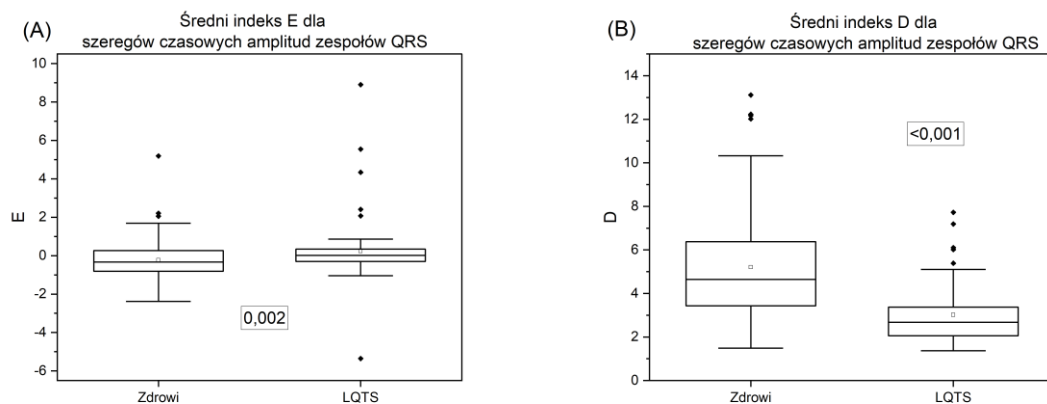 (A)
Średni indeks E dla
szeregów czasowych amplitud zespołów QRS
10
8
6
4
2
0
-2
-4
-6
E
0,002
Zdrowi
LQTS
(B)
Średni indeks D dla
szeregów czasowych amplitud zespołów QRS
14
12
10
8
6
4
2
0
D
<0,001
Zdrowi
LQTS